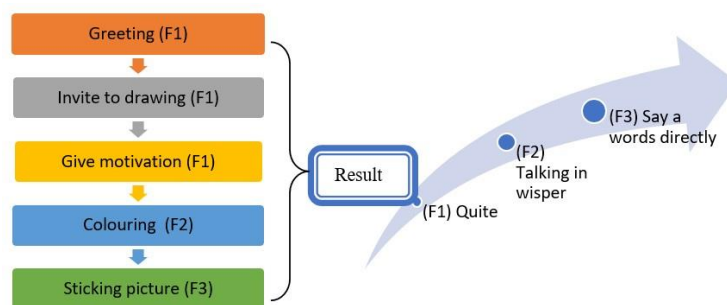 Greeting (F1)
Invite to drawing (F1)
Give motivation (F1)
Colouring (F2)
Sticking picture (F3)
Result
(F1) Quite
(F2)
Talking in
wisper
(F3) Say a
words directly